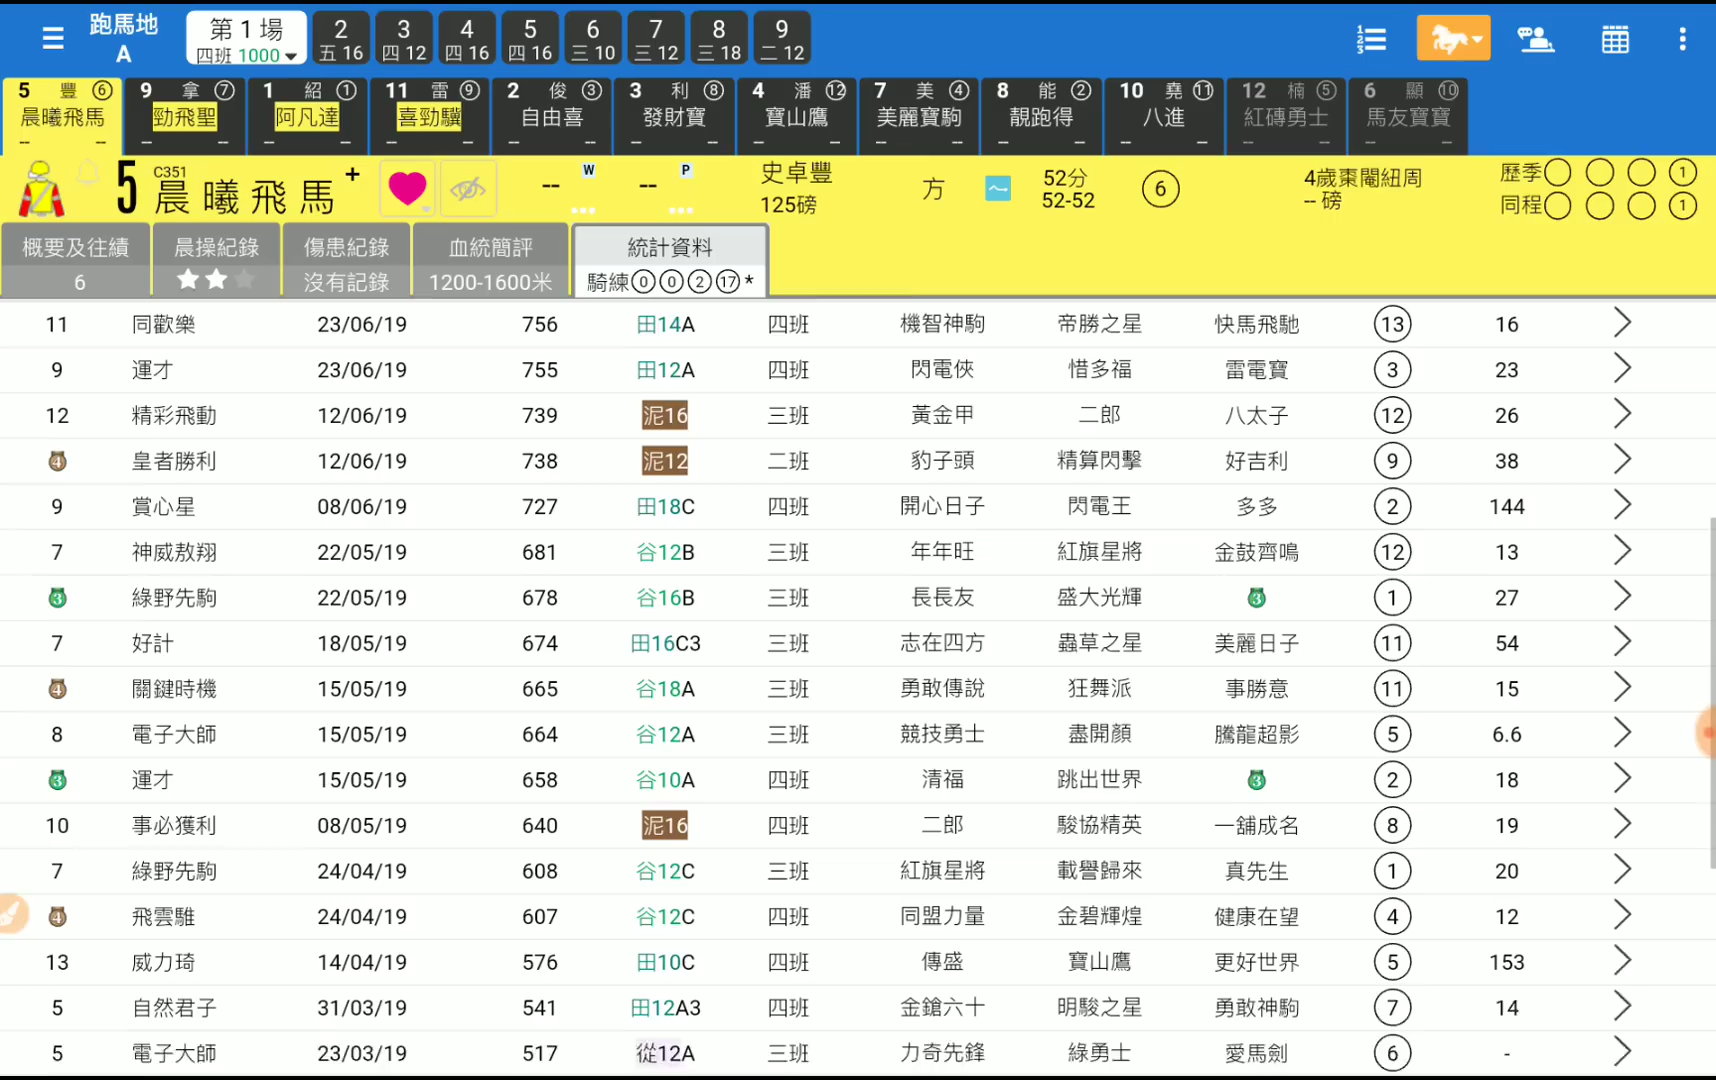 跑馬地 第 1 場 2 3 4 5 6 7 8 9
A 四班 1000 五 16 四 12 四 16 四 16 三 10 三 12 三 18 二 12
5 豐 6 9 拿 7 1 紹 1 11 雷 9 2 俊 3 3 利 8 4 潘 12 7 美 4 8 能 2 10 堯 11 12 楠 5 6 顯 10
晨曦飛馬 勁飛聖 阿凡達 喜勁驥 自由喜 發財寶 寶山鷹 美麗寶駒 靚跑得 八進 紅磚勇士 馬友寶寶
-- -- -- -- -- -- -- -- -- -- -- -- -- -- -- -- -- -- -- -- -- -- -- --
5 C351 晨曦飛馬 + -- W -- P 史卓豐 方 52分 6 4歲棗閹紐周 歷季 1
125磅 52-52 -- 磅 同程 1
概要及往績 晨操紀錄 傷患紀錄 血統簡評 統計資料
6 沒有記錄 1200-1600米 騎練 0 0 2 17 *
11 同歡樂 23/06/19 756 田14A 四班 機智神駒 帝勝之星 快馬飛馳 13 16
9 運才 23/06/19 755 田12A 四班 閃電俠 惜多福 雷電寶 3 23
12 精彩飛動 12/06/19 739 泥16 三班 黃金甲 二郎 八太子 12 26
4 皇者勝利 12/06/19 738 泥12 二班 豹子頭 精算閃擊 好吉利 9 38
9 賞心星 08/06/19 727 田18C 四班 開心日子 閃電王 多多 2 144
7 神威敖翔 22/05/19 681 谷12B 三班 年年旺 紅旗星將 金鼓齊鳴 12 13
3 綠野先駒 22/05/19 678 谷16B 三班 長長友 盛大光輝 3 1 27
7 好計 18/05/19 674 田16C3 三班 志在四方 蟲草之星 美麗日子 11 54
4 關鍵時機 15/05/19 665 谷18A 三班 勇敢傳說 狂舞派 事勝意 11 15
8 電子大師 15/05/19 664 谷12A 三班 競技勇士 盡開顏 騰龍超影 5 6.6
3 運才 15/05/19 658 谷10A 四班 清福 跳出世界 3 2 18
10 事必獲利 08/05/19 640 泥16 四班 二郎 駿協精英 一舖成名 8 19
7 綠野先駒 24/04/19 608 谷12C 三班 紅旗星將 載譽歸來 真先生 1 20
4 飛雲騅 24/04/19 607 谷12C 四班 同盟力量 金碧輝煌 健康在望 4 12
13 威力琦 14/04/19 576 田10C 四班 傳盛 寶山鷹 更好世界 5 153
5 自然君子 31/03/19 541 田12A3 四班 金鎗六十 明駿之星 勇敢神駒 7 14
5 電子大師 23/03/19 517 從12A 三班 力奇先鋒 綠勇士 愛馬劍 6 -